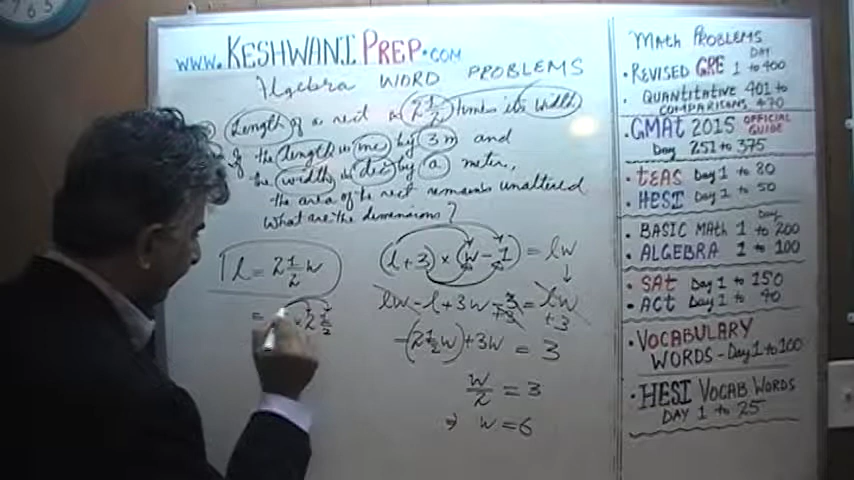 www.KESHWANIPREP.com
Algebra WORD PROBLEMS
Length of a rect is 2 1/2 times its width
If the length is inc by 3 m and
the width is dec by a meter,
the area of the rect remains unaltered
What are the dimensions?
l = 2 1/2 w
(l+3) × (w-1) = lw
lw - l + 3w - 3 = lw
+3 +3
-(2 1/2 w) + 3w = 3
w/2 = 3
⇒ w = 6
2 1/2
MATH PROBLEMS
DAY
• REVISED GRE 1 to 400
• QUANTITATIVE 401 to
COMPARISONS 470
• GMAT 2015 OFFICIAL GUIDE
Day 251 to 375
• TEAS Day 1 to 80
• HESI Day 1 to 50
Day
• BASIC MATH 1 to 200
• ALGEBRA 1 to 100
• SAT Day 1 to 150
• ACT Day 1 to 40
• VOCABULARY
WORDS - Day 1 to 100
• HESI VOCAB WORDS
DAY 1 to 25